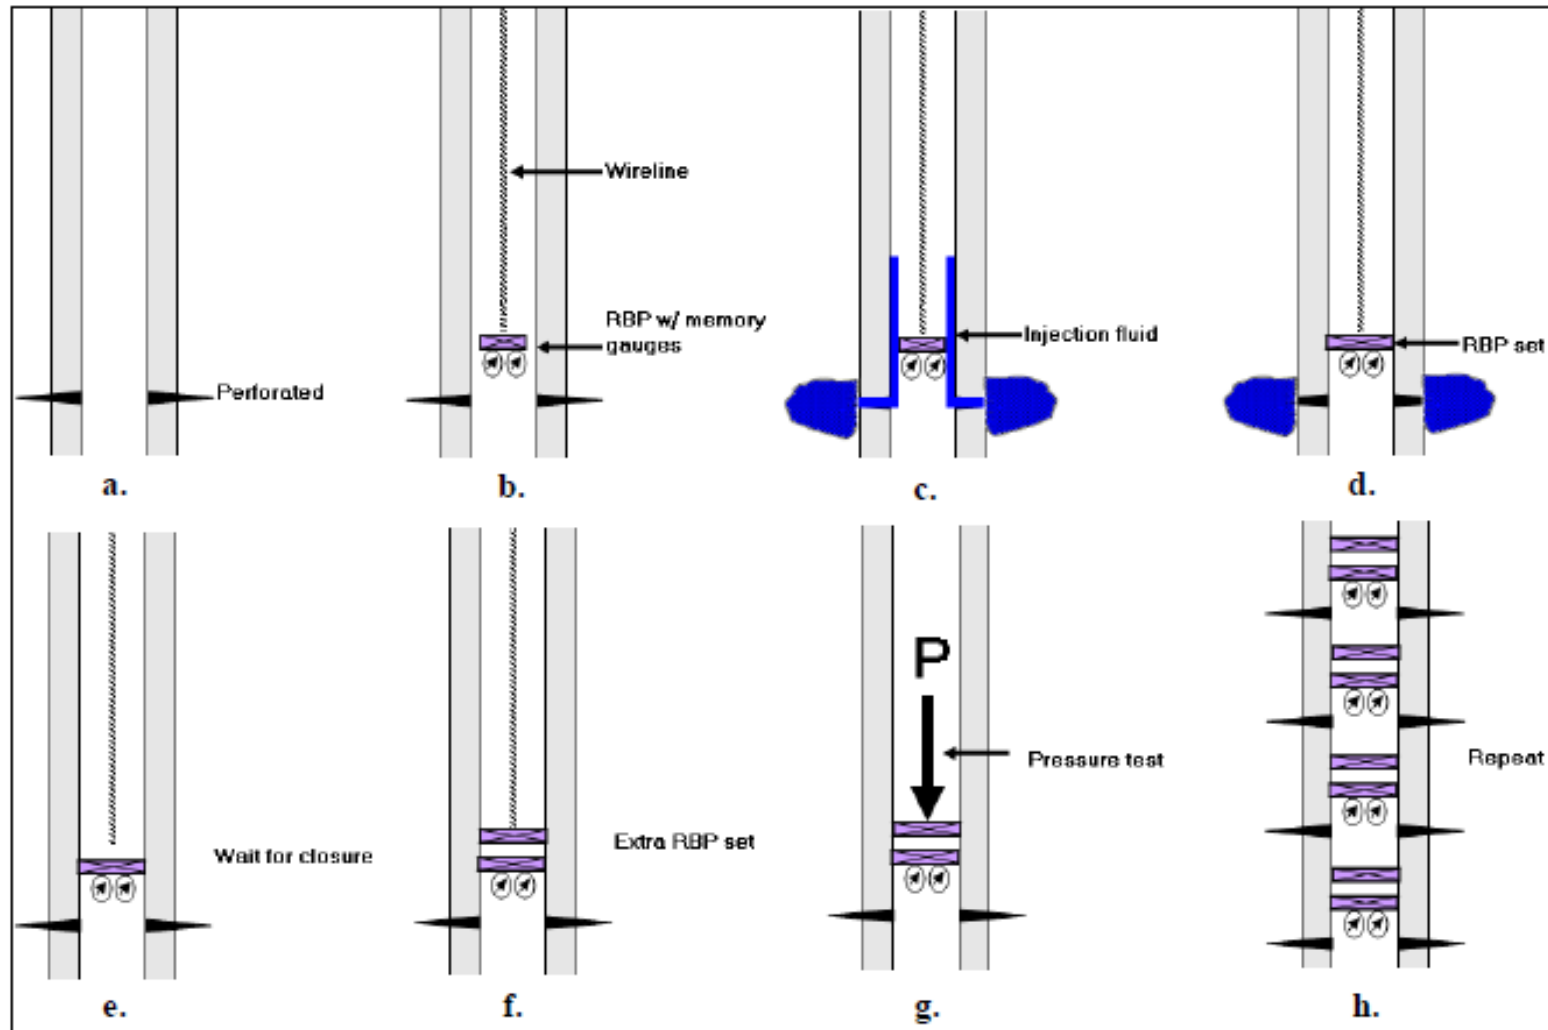 Perforated
a.
Wireline
RBP w/ memory
gauges
b.
Injection fluid
c.
RBP set
d.
Wait for closure
e.
Extra RBP set
f.
P
Pressure test
g.
Repeat
h.